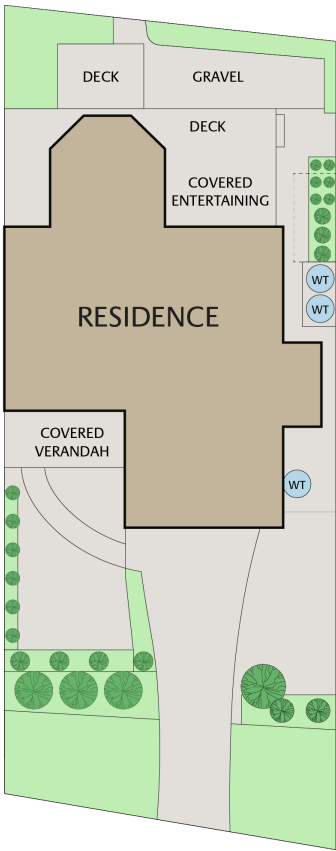 DECK
GRAVEL
DECK
COVERED
ENTERTAINING
WT
WT
RESIDENCE
COVERED
VERANDAH
WT